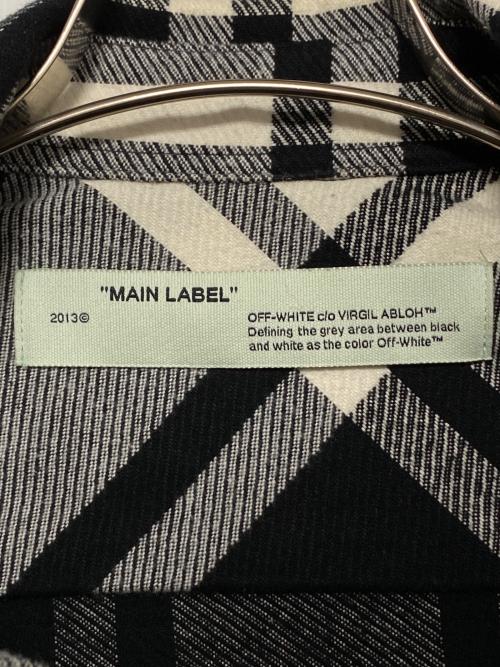 "MAIN LABEL"
2013©
OFF-WHITE c/o VIRGIL ABLOH™
Defining the grey area between black
and white as the color Off-White™